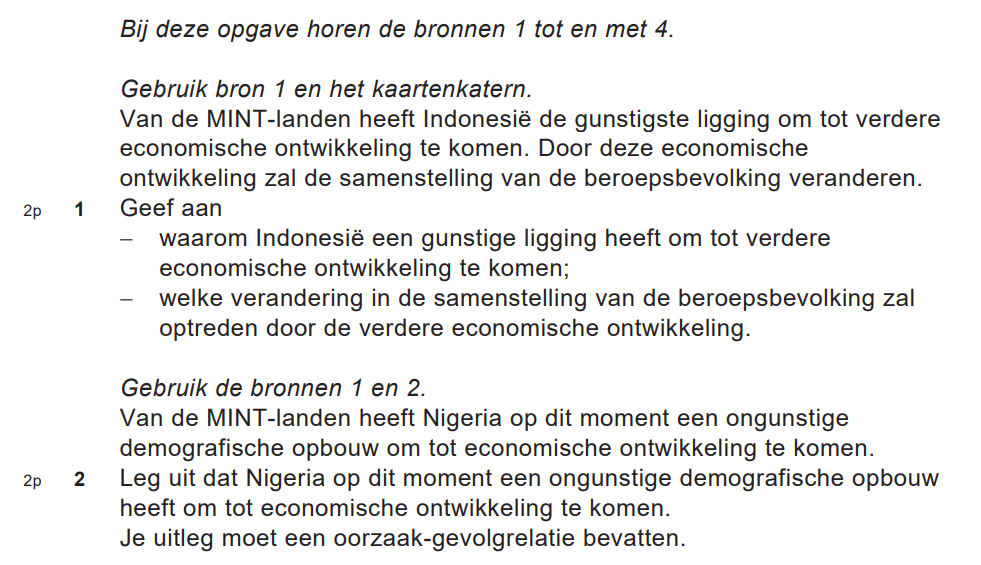 Bij deze opgave horen de bronnen 1 tot en met 4.
Gebruik bron 1 en het kaartenkatern.
Van de MINT-landen heeft Indonesië de gunstigste ligging om tot verdere
economische ontwikkeling te komen. Door deze economische
ontwikkeling zal de samenstelling van de beroepsbevolking veranderen.
2p 1 Geef aan
– waarom Indonesië een gunstige ligging heeft om tot verdere
economische ontwikkeling te komen;
– welke verandering in de samenstelling van de beroepsbevolking zal
optreden door de verdere economische ontwikkeling.
Gebruik de bronnen 1 en 2.
Van de MINT-landen heeft Nigeria op dit moment een ongunstige
demografische opbouw om tot economische ontwikkeling te komen.
2p 2 Leg uit dat Nigeria op dit moment een ongunstige demografische opbouw
heeft om tot economische ontwikkeling te komen.
Je uitleg moet een oorzaak-gevolgrelatie bevatten.